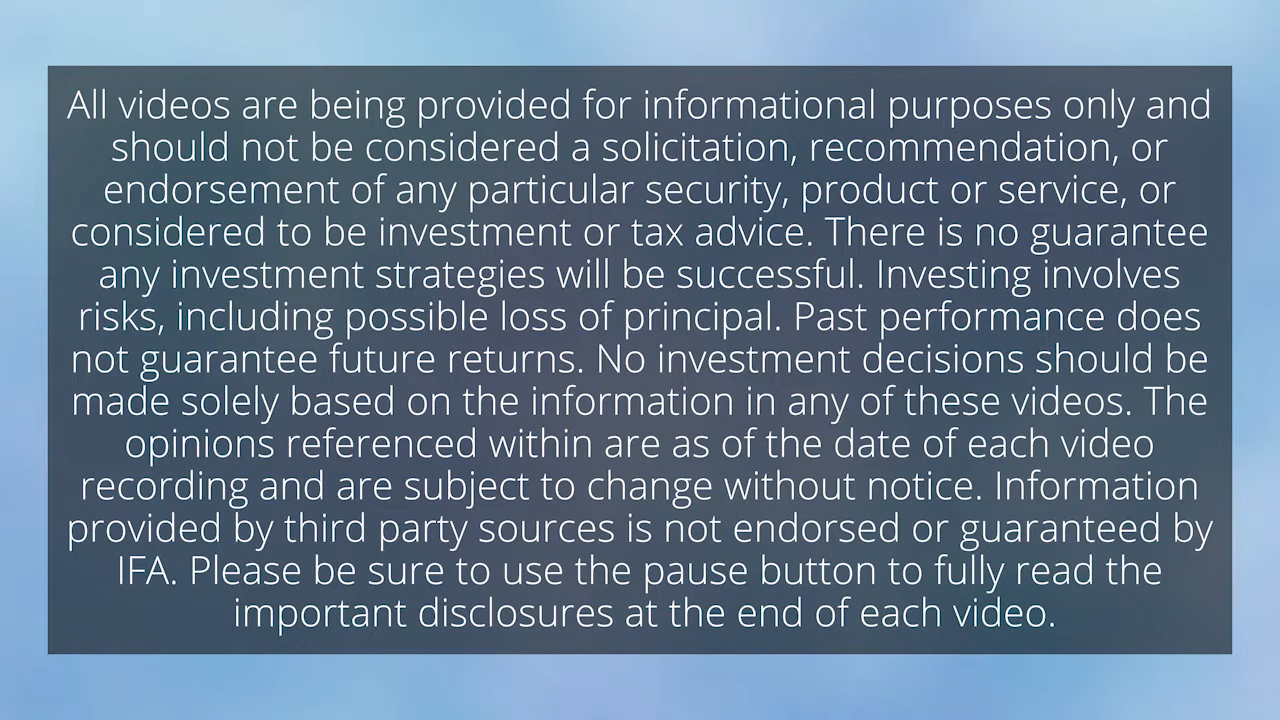 All videos are being provided for informational purposes only and
should not be considered a solicitation, recommendation, or
endorsement of any particular security, product or service, or
considered to be investment or tax advice. There is no guarantee
any investment strategies will be successful. Investing involves
risks, including possible loss of principal. Past performance does
not guarantee future returns. No investment decisions should be
made solely based on the information in any of these videos. The
opinions referenced within are as of the date of each video
recording and are subject to change without notice. Information
provided by third party sources is not endorsed or guaranteed by
IFA. Please be sure to use the pause button to fully read the
important disclosures at the end of each video.